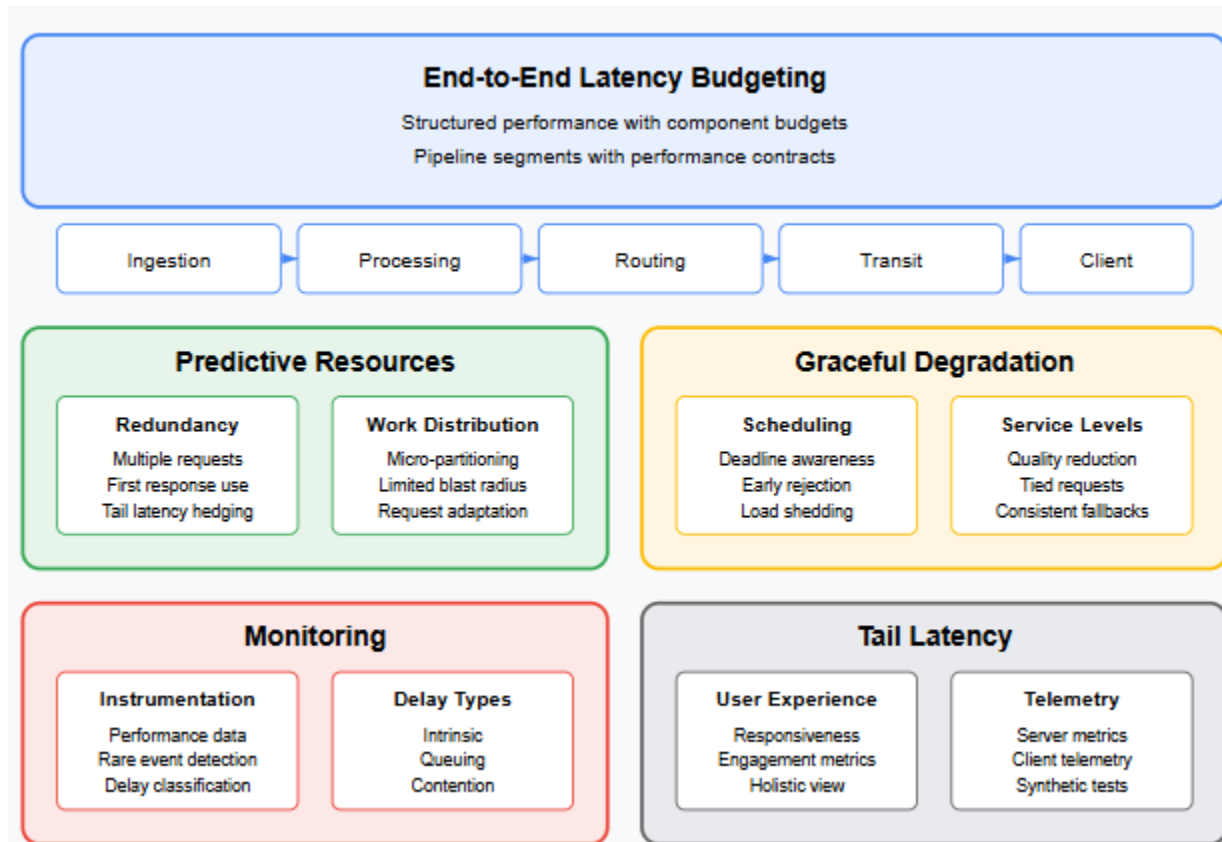 End-to-End Latency Budgeting
Structured performance with component budgets
Pipeline segments with performance contracts
Ingestion
Processing
Routing
Transit
Client
Predictive Resources
Redundancy
Multiple requests
First response use
Tail latency hedging
Work Distribution
Micro-partitioning
Limited blast radius
Request adaptation
Graceful Degradation
Scheduling
Deadline awareness
Early rejection
Load shedding
Service Levels
Quality reduction
Tied requests
Consistent fallbacks
Monitoring
Instrumentation
Performance data
Rare event detection
Delay classification
Delay Types
Intrinsic
Queuing
Contention
Tail Latency
User Experience
Responsiveness
Engagement metrics
Holistic view
Telemetry
Server metrics
Client telemetry
Synthetic tests